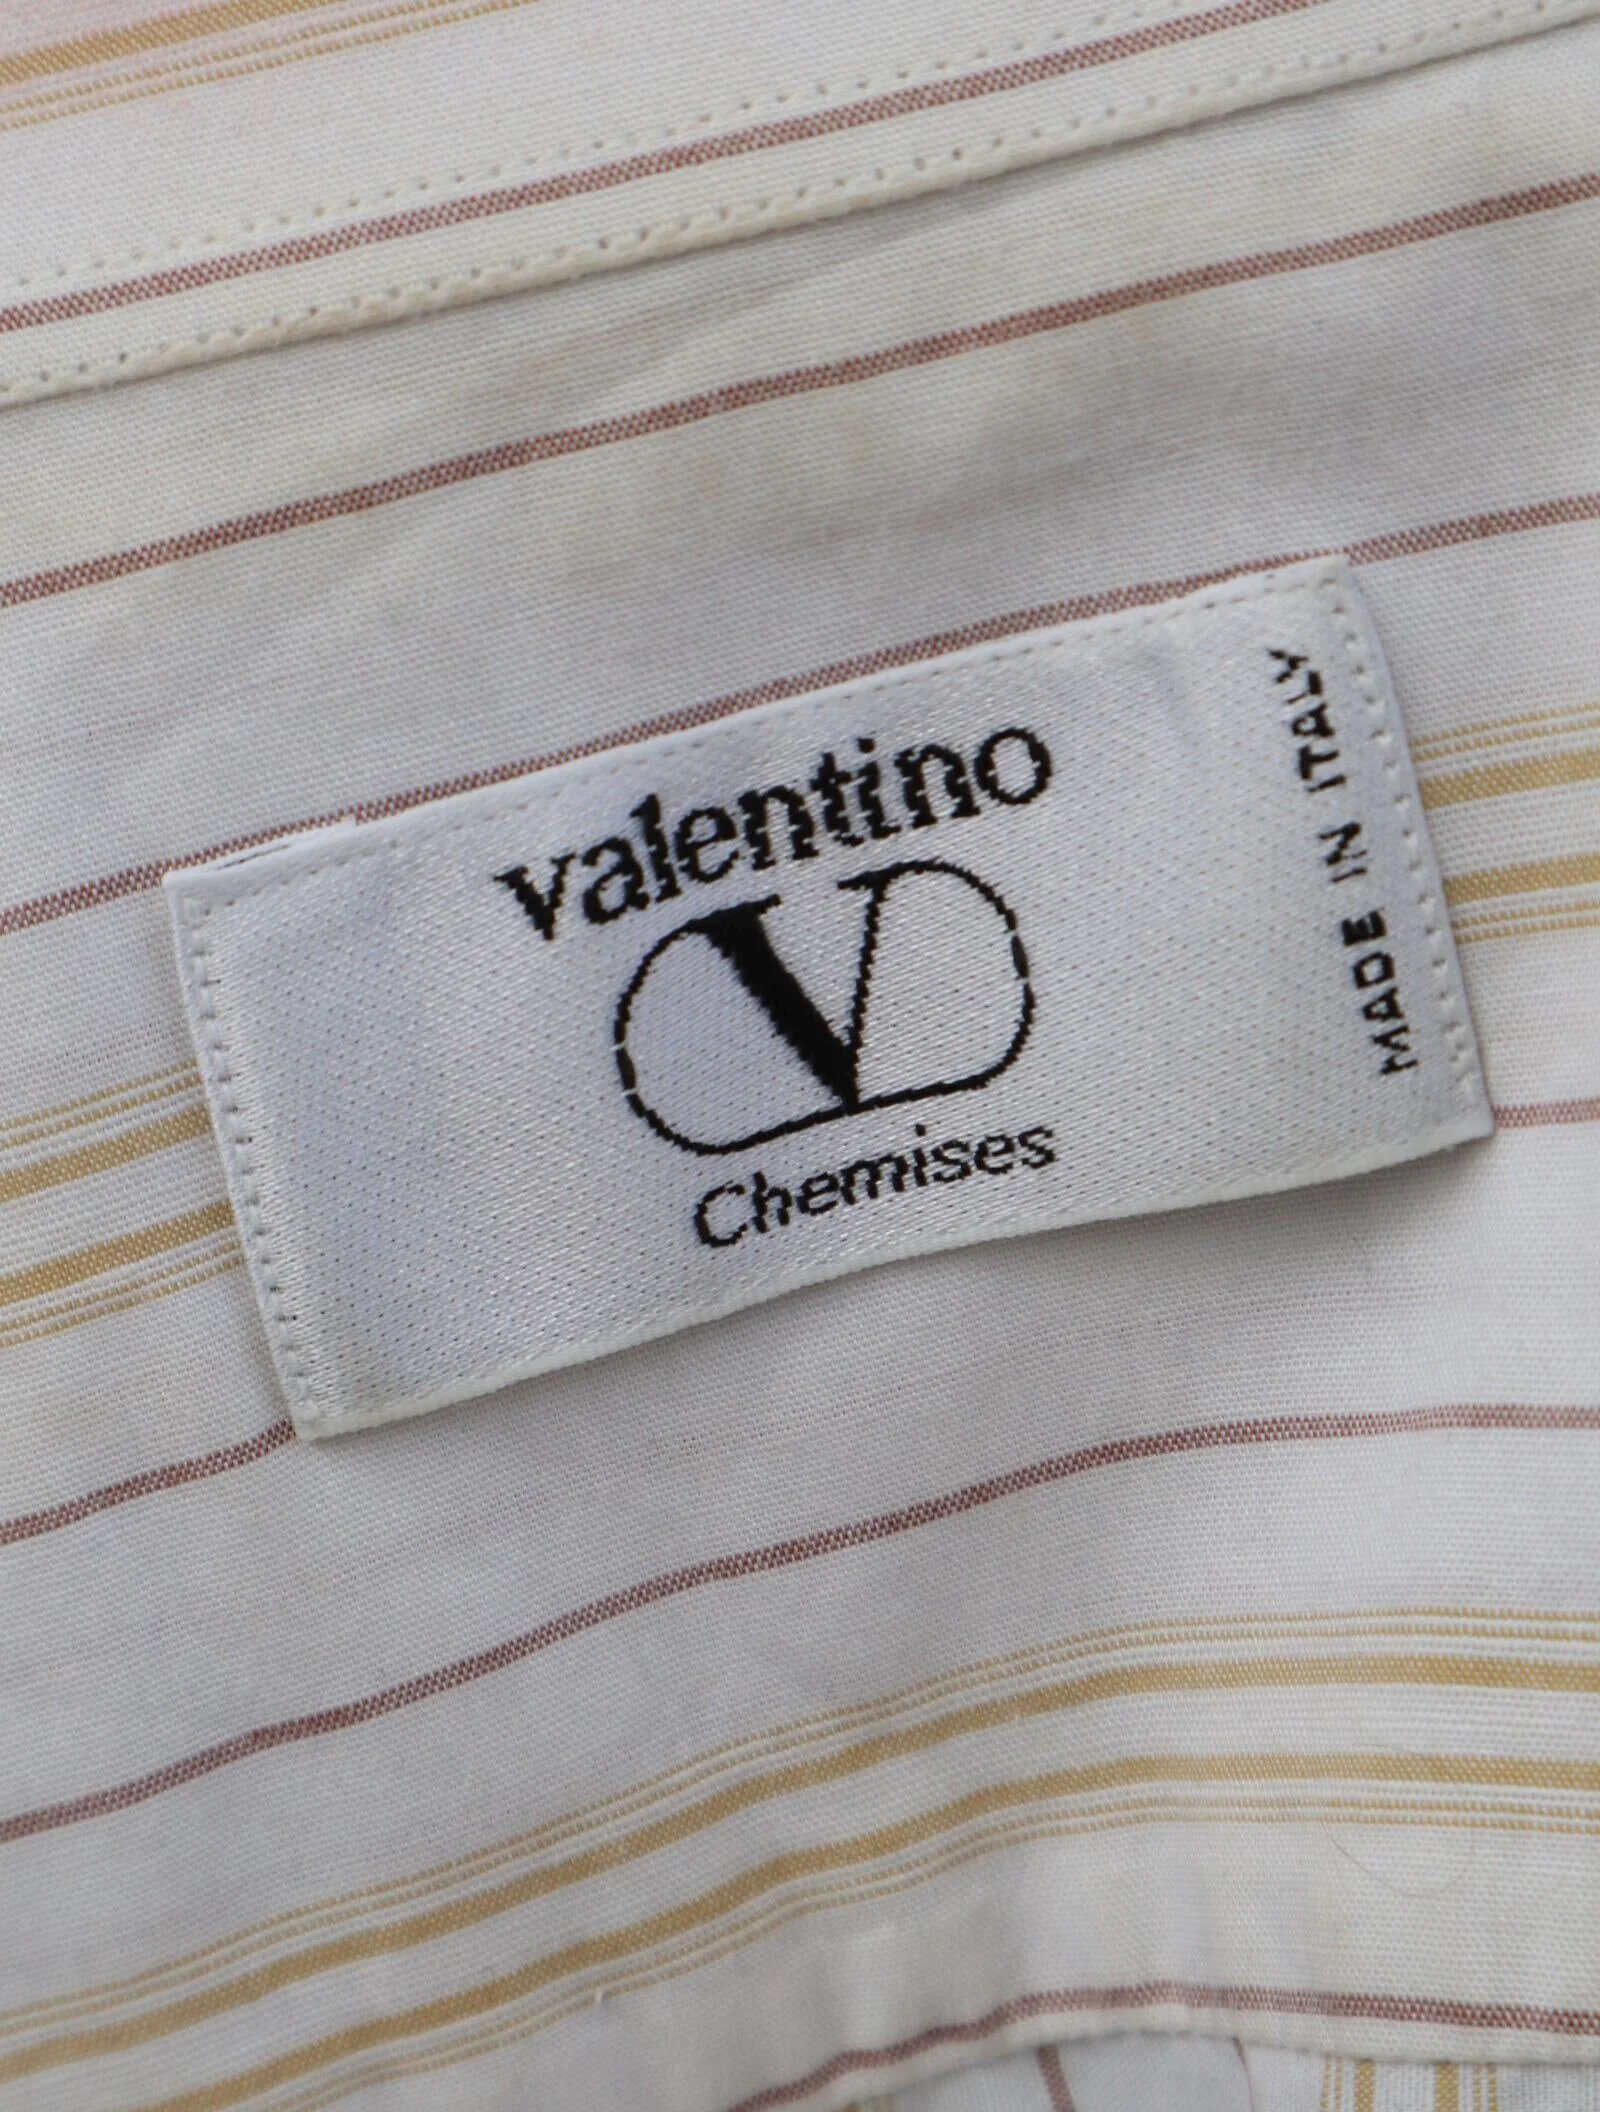 valentino
V
Chemises
MADE IN ITALY